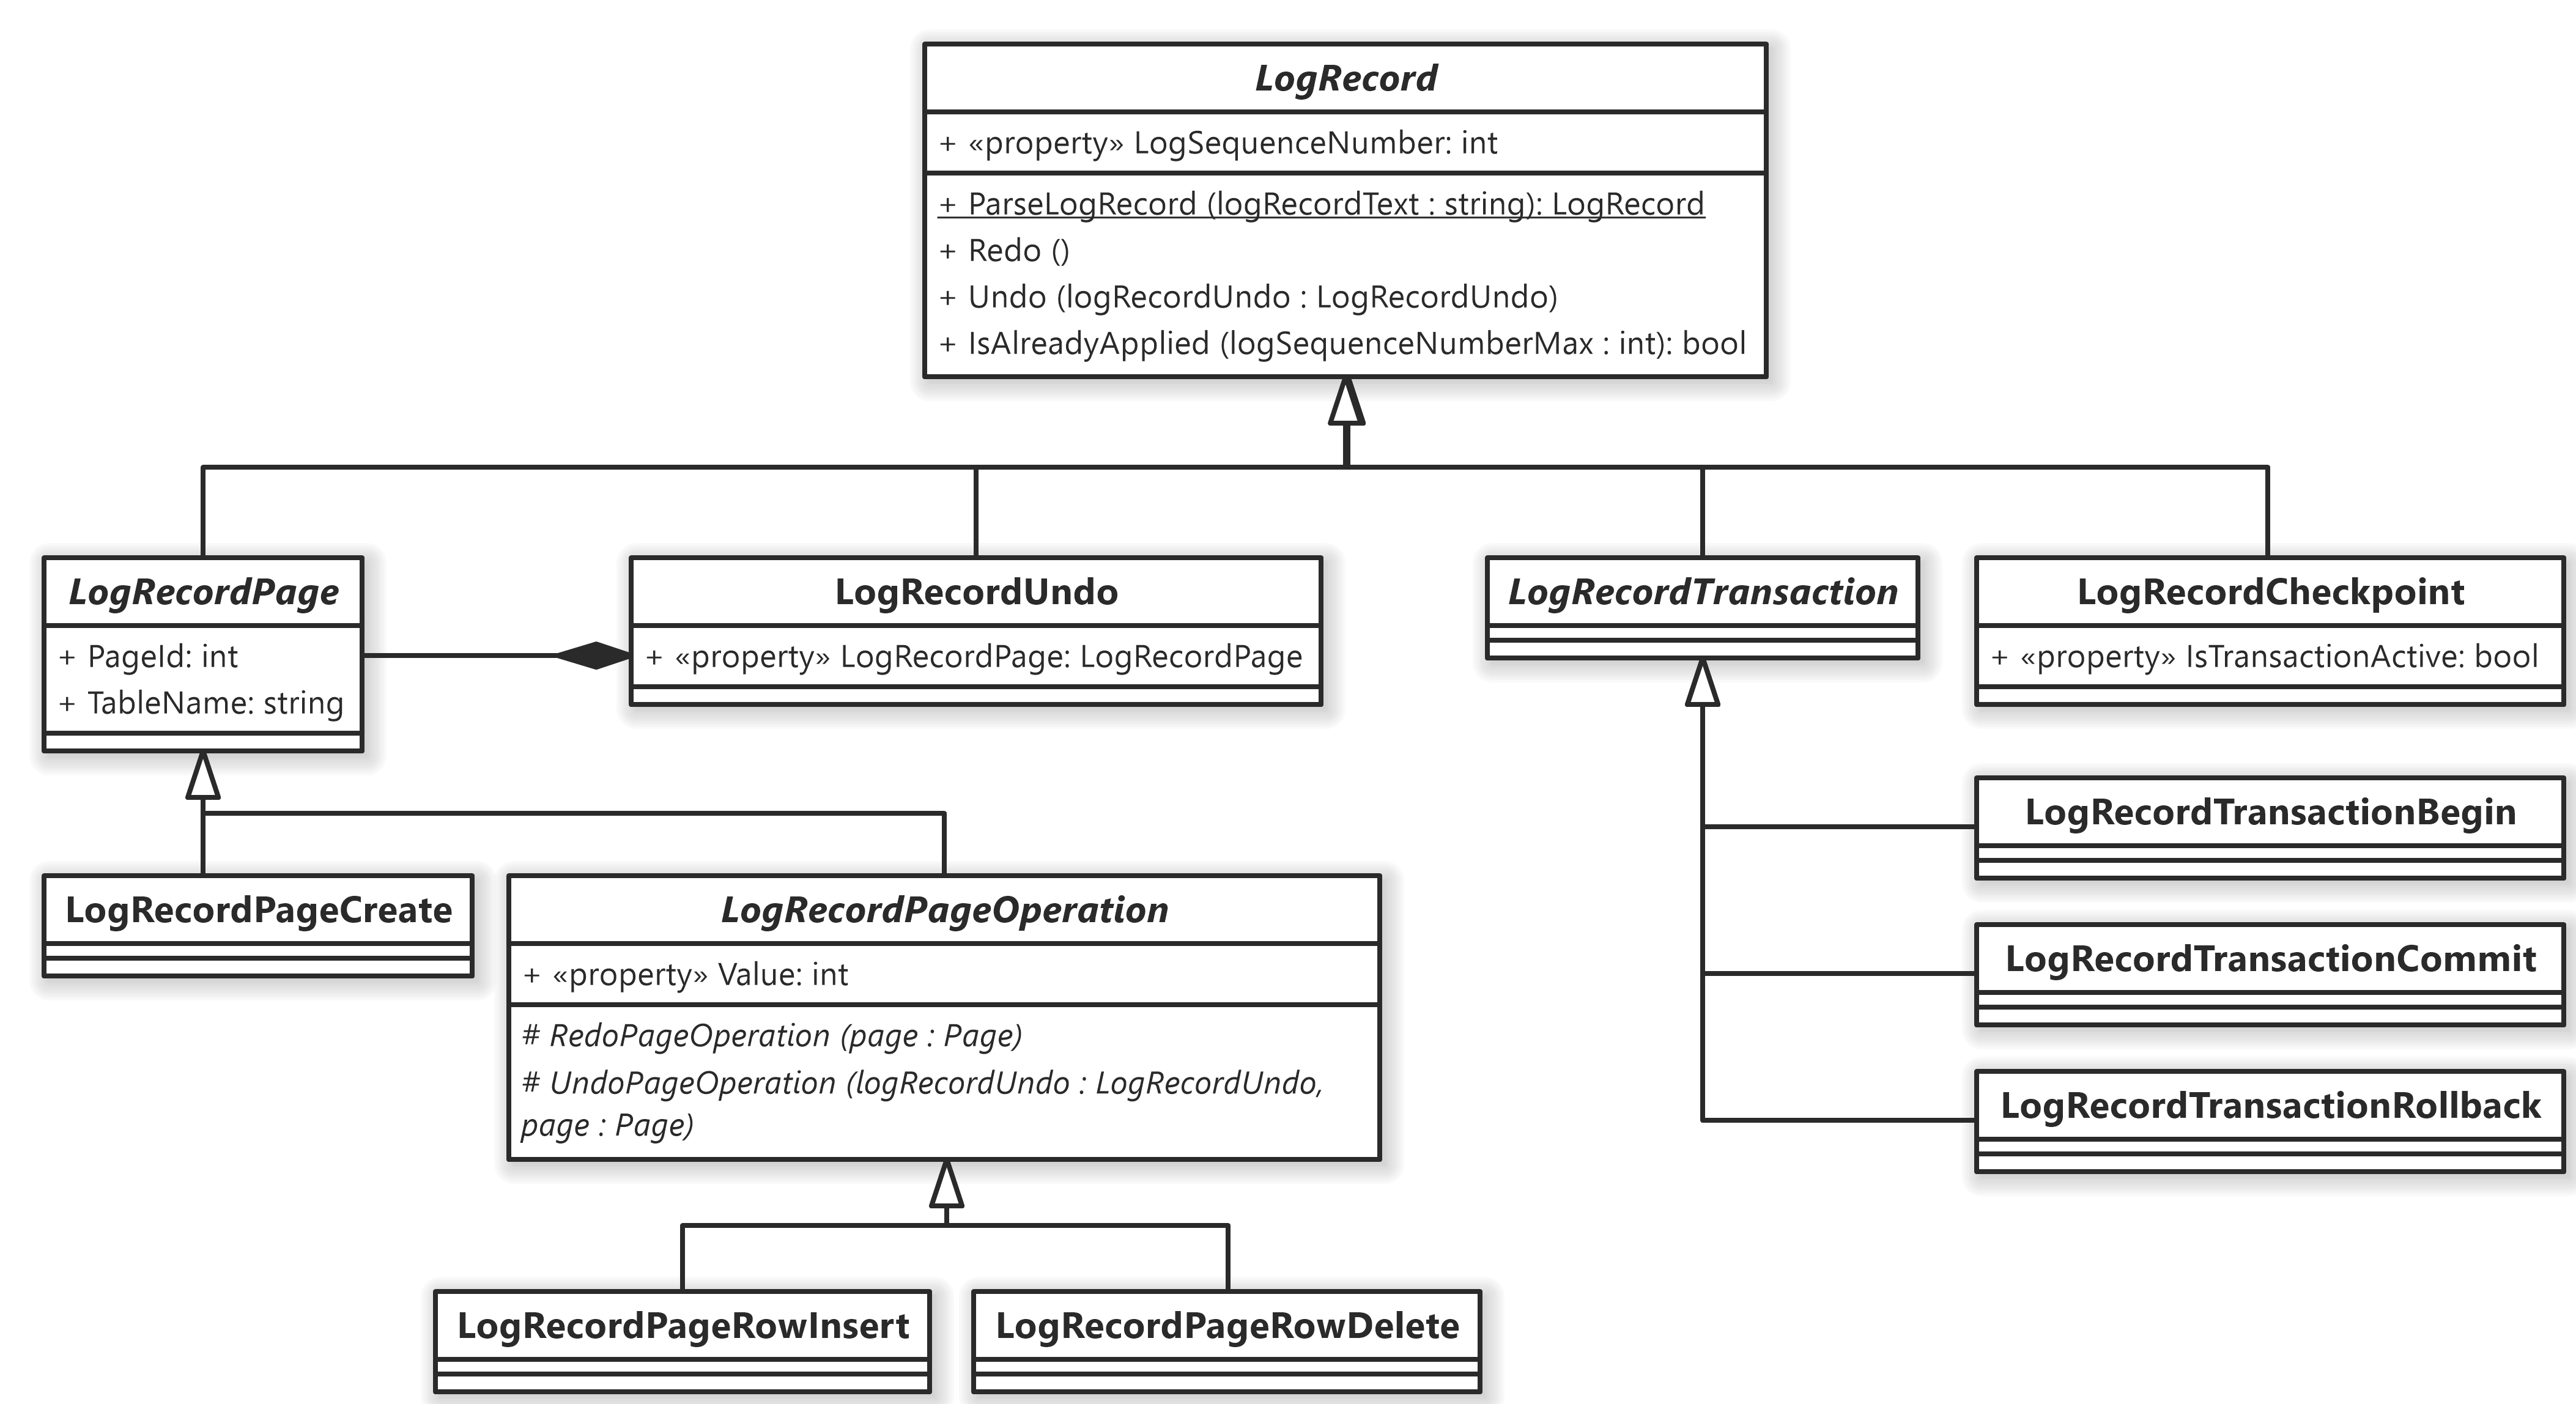 LogRecord
+ «property» LogSequenceNumber: int
+ ParseLogRecord (logRecordText : string): LogRecord
+ Redo ()
+ Undo (logRecordUndo : LogRecordUndo)
+ IsAlreadyApplied (logSequenceNumberMax : int): bool
LogRecordPage
+ PageId: int
+ TableName: string
LogRecordUndo
+ «property» LogRecordPage: LogRecordPage
LogRecordTransaction
LogRecordCheckpoint
+ «property» IsTransactionActive: bool
LogRecordTransactionBegin
LogRecordTransactionCommit
LogRecordTransactionRollback
LogRecordPageCreate
LogRecordPageOperation
+ «property» Value: int
# RedoPageOperation (page : Page)
# UndoPageOperation (logRecordUndo : LogRecordUndo,
page : Page)
LogRecordPageRowInsert
LogRecordPageRowDelete